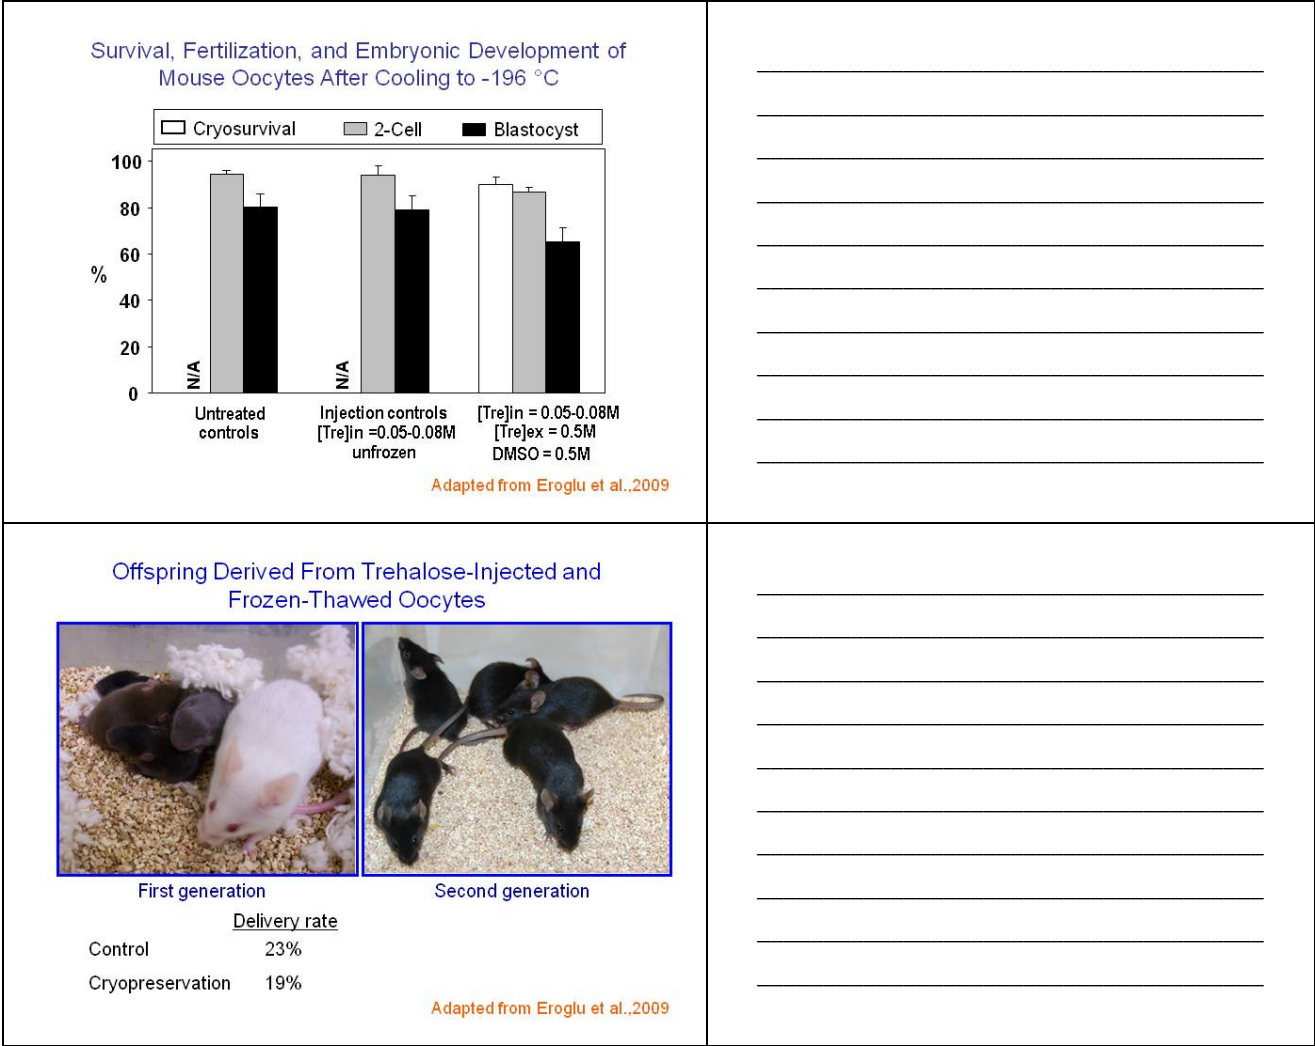 Survival, Fertilization, and Embryonic Development of
Mouse Oocytes After Cooling to -196 °C
Cryosurvival 2-Cell Blastocyst
100
80
60
%
40
20
0
N/A
N/A
Untreated
controls
Injection controls
[Tre]in =0.05-0.08M
unfrozen
[Tre]in = 0.05-0.08M
[Tre]ex = 0.5M
DMSO = 0.5M
Adapted from Eroglu et al.,2009
Offspring Derived From Trehalose-Injected and
Frozen-Thawed Oocytes
First generation
Second generation
Delivery rate
Control 23%
Cryopreservation 19%
Adapted from Eroglu et al.,2009